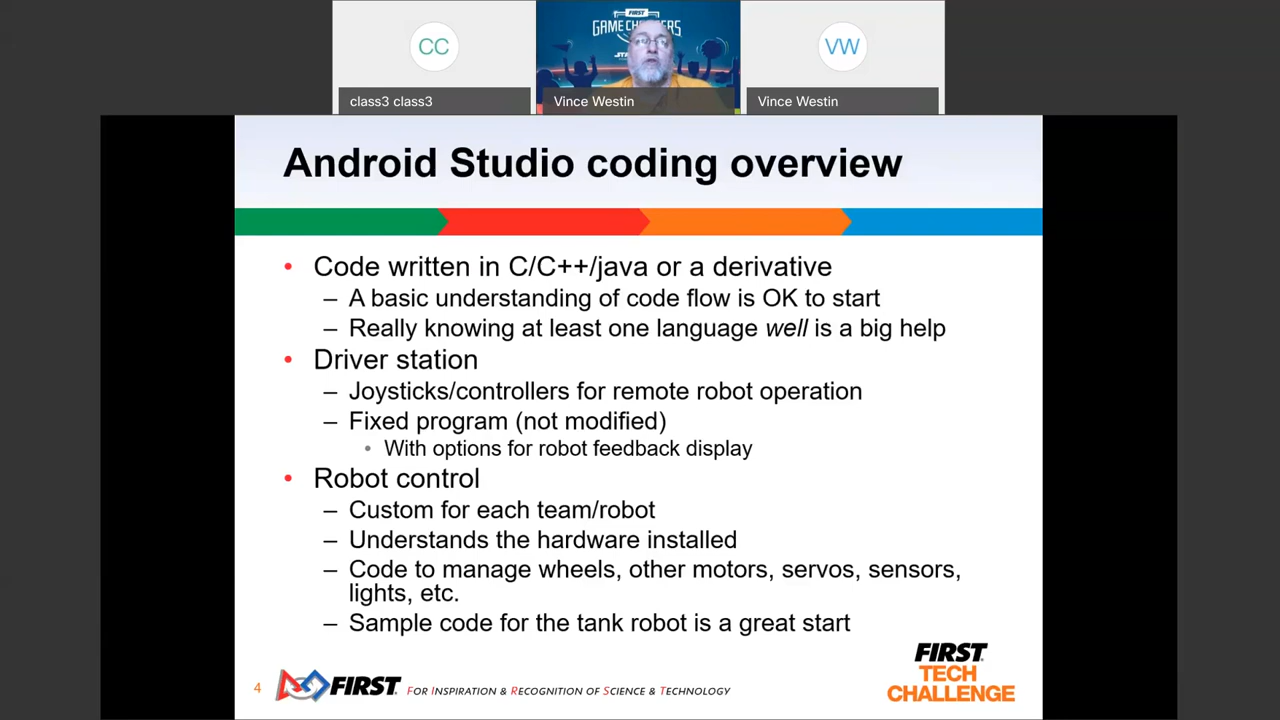 CC
VW
FIRST
GAME CHANGERS
class3 class3
Vince Westin
Vince Westin
Android Studio coding overview
• Code written in C/C++/java or a derivative
– A basic understanding of code flow is OK to start
– Really knowing at least one language well is a big help
• Driver station
– Joysticks/controllers for remote robot operation
– Fixed program (not modified)
• With options for robot feedback display
• Robot control
– Custom for each team/robot
– Understands the hardware installed
– Code to manage wheels, other motors, servos, sensors,
lights, etc.
– Sample code for the tank robot is a great start
4
FIRST
FOR INSPIRATION & RECOGNITION OF SCIENCE & TECHNOLOGY
FIRST
TECH
CHALLENGE